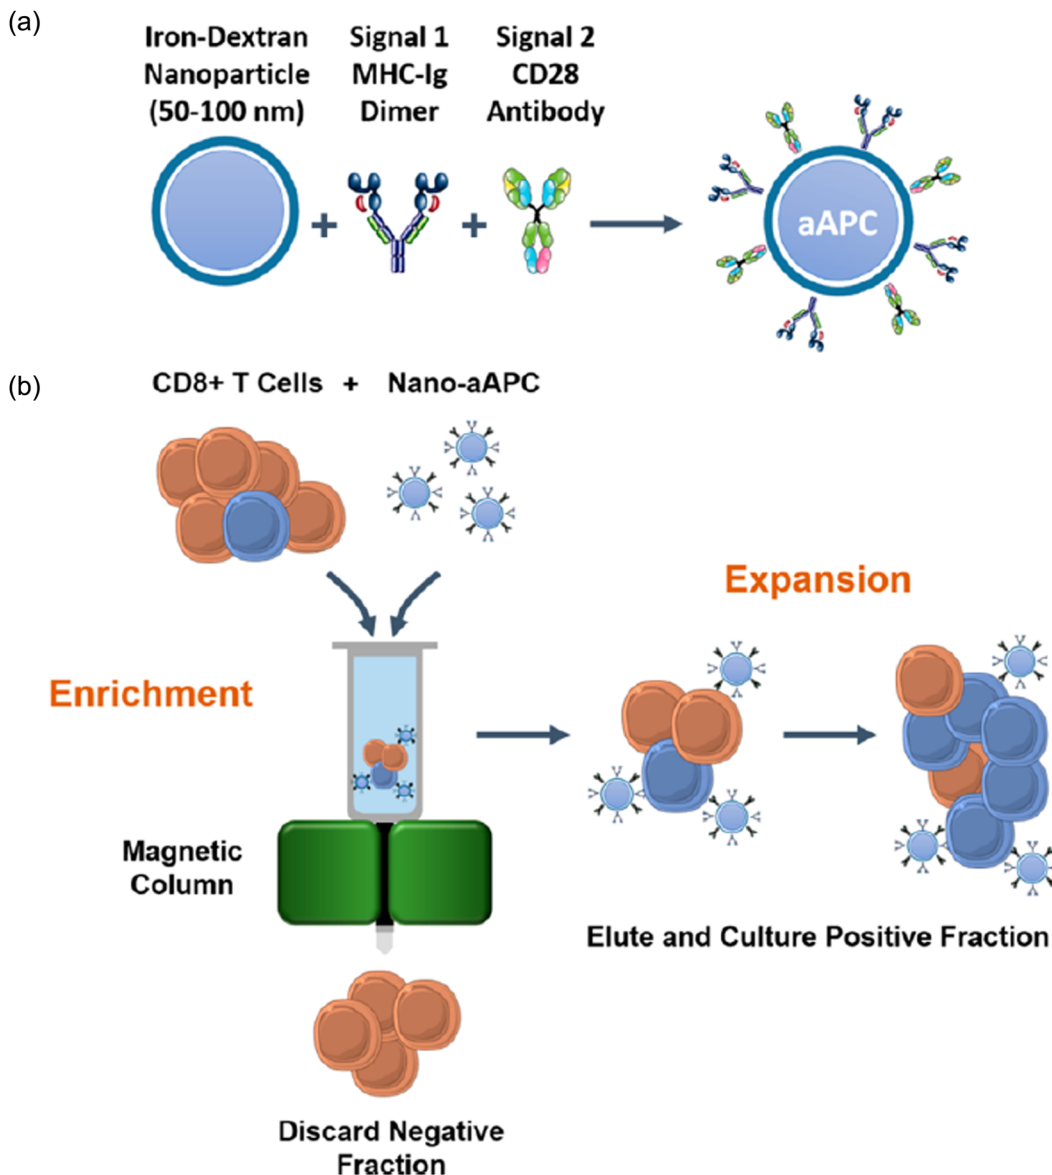 (a)
Iron-Dextran
Nanoparticle
(50-100 nm)
Signal 1
MHC-Ig
Dimer
Signal 2
CD28
Antibody
aAPC
(b)
CD8+ T Cells + Nano-aAPC
Enrichment
Expansion
Magnetic
Column
Elute and Culture Positive Fraction
Discard Negative
Fraction